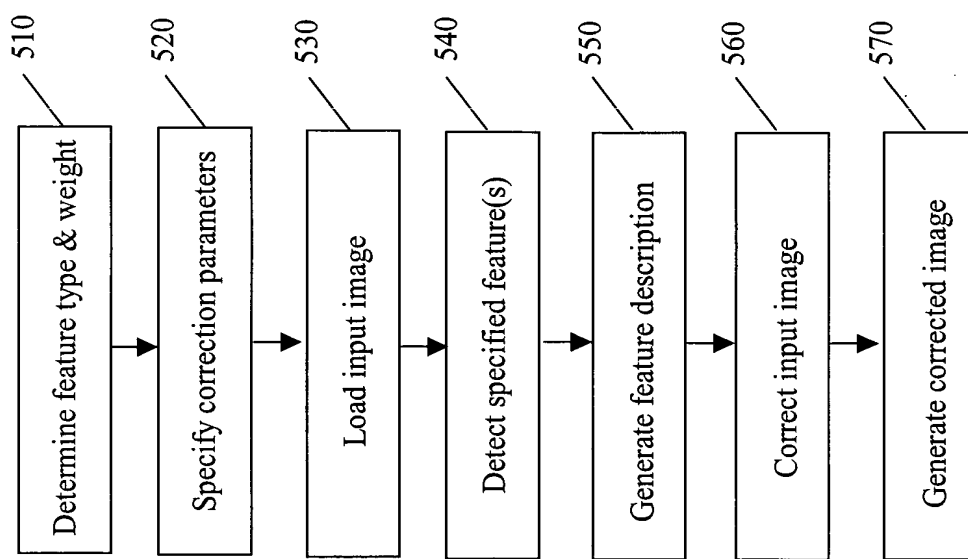 510
Determine feature type & weight
520
Specify correction parameters
530
Load input image
540
Detect specified feature(s)
550
Generate feature description
560
Correct input image
570
Generate corrected image